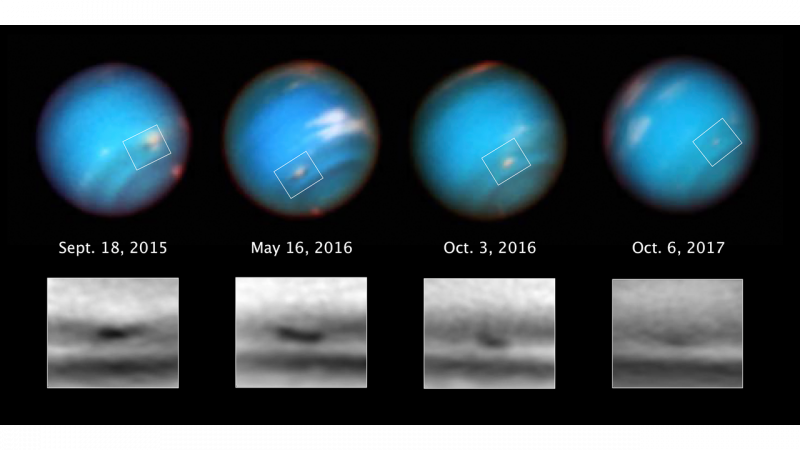 Sept. 18, 2015
May 16, 2016
Oct. 3, 2016
Oct. 6, 2017